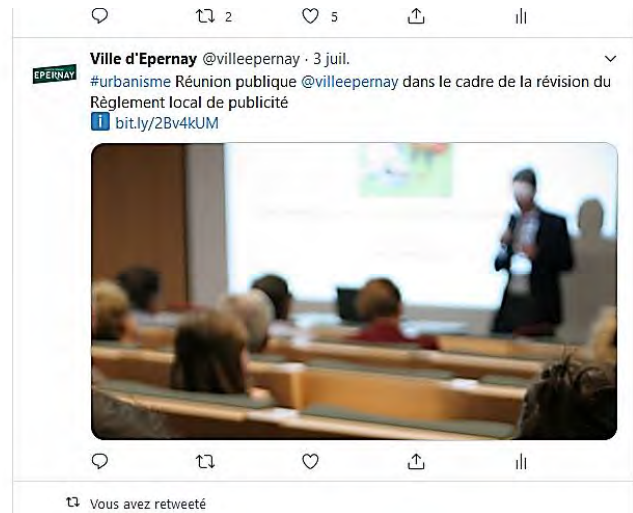 2 5
Ville d'Epernay @villeepernay · 3 juil.
EPERNAY
#urbanisme Réunion publique @villeepernay dans le cadre de la révision du
Règlement local de publicité
i bit.ly/2Bv4kUM
Vous avez retweeté